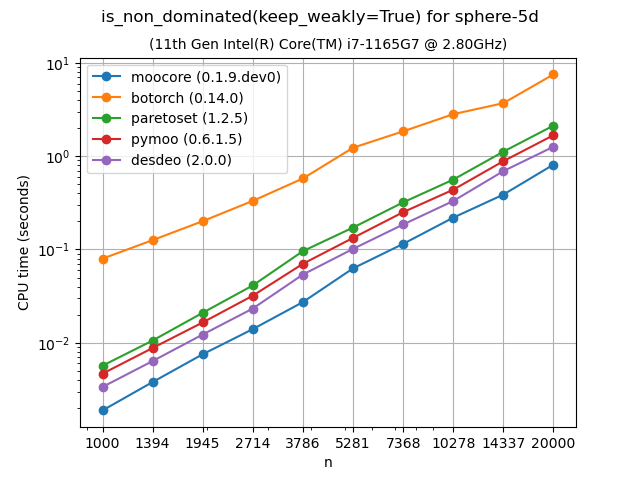 is_non_dominated(keep_weakly=True) for sphere-5d
(11th Gen Intel(R) Core(TM) i7-1165G7 @ 2.80GHz)
moocore (0.1.9.dev0)
botorch (0.14.0)
paretoset (1.2.5)
pymoo (0.6.1.5)
desdeo (2.0.0)
CPU time (seconds)
10¹
10⁰
10⁻¹
10⁻²
1000 1394 1945 2714 3786 5281 7368 10278 14337 20000
n